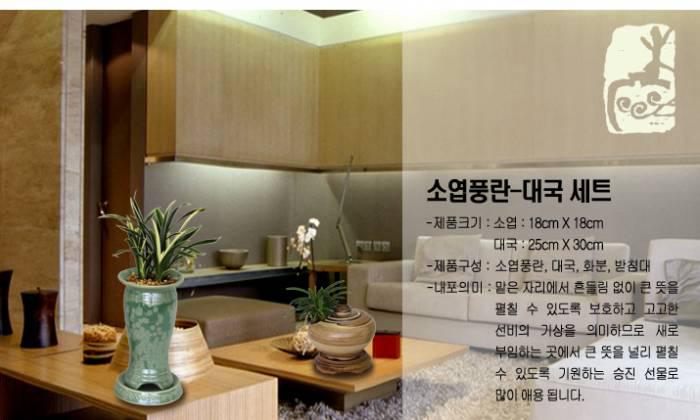 소엽풍란-대국 세트
-제품크기 : 소엽 : 18cm X 18cm
대국 : 25cm X 30cm
-제품구성 : 소엽풍란, 대국, 화분, 받침대
-내포의미 : 맡은 자리에서 흔들림 없이 큰 뜻을
펼칠 수 있도록 보호하고 고고한
선비의 기상을 의미하므로 새로
부임하는 곳에서 큰 뜻을 널리 펼칠
수 있도록 기원하는 승진 선물로
많이 애용 됩니다.